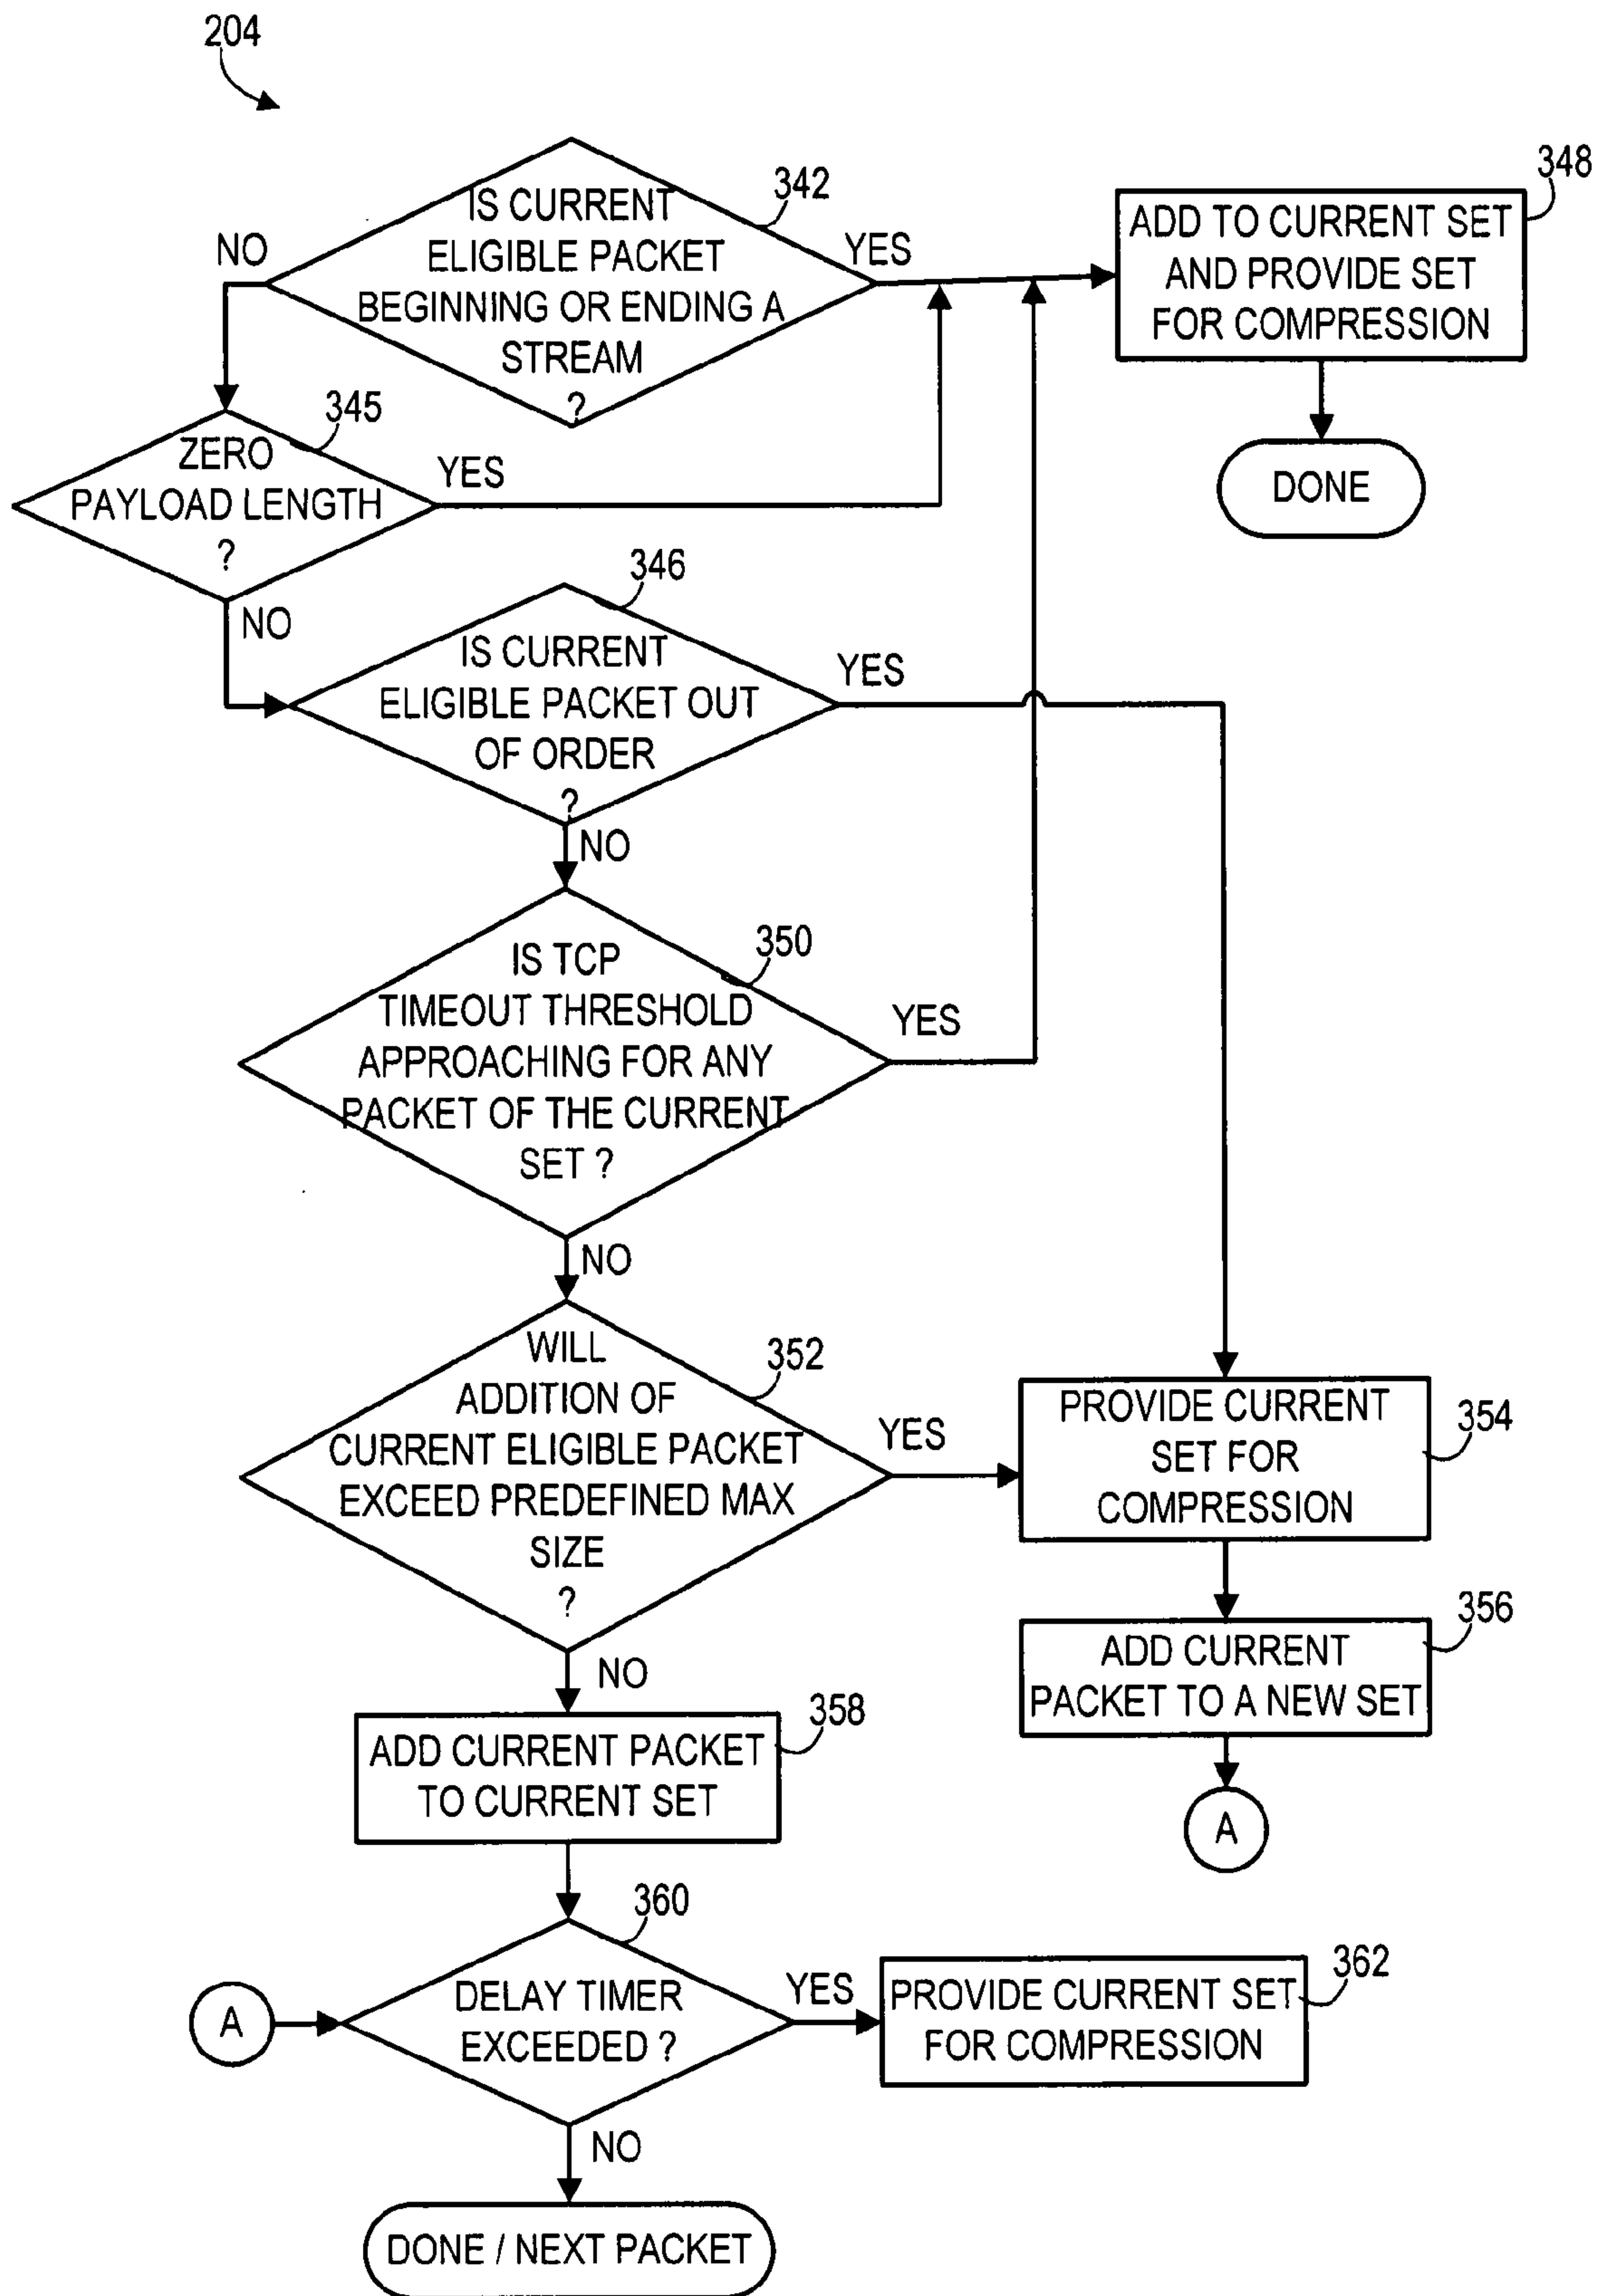 204
IS CURRENT
ELIGIBLE PACKET
BEGINNING OR ENDING A
STREAM
?
342
NO
YES
348
ADD TO CURRENT SET
AND PROVIDE SET
FOR COMPRESSION
DONE
345
ZERO
PAYLOAD LENGTH
?
YES
NO
346
IS CURRENT
ELIGIBLE PACKET OUT
OF ORDER
?
YES
NO
350
IS TCP
TIMEOUT THRESHOLD
APPROACHING FOR ANY
PACKET OF THE CURRENT
SET ?
YES
NO
352
WILL
ADDITION OF
CURRENT ELIGIBLE PACKET
EXCEED PREDEFINED MAX
SIZE
?
YES
NO
354
PROVIDE CURRENT
SET FOR
COMPRESSION
356
ADD CURRENT
PACKET TO A NEW SET
A
358
ADD CURRENT PACKET
TO CURRENT SET
360
A
DELAY TIMER
EXCEEDED ?
YES
NO
362
PROVIDE CURRENT SET
FOR COMPRESSION
DONE / NEXT PACKET